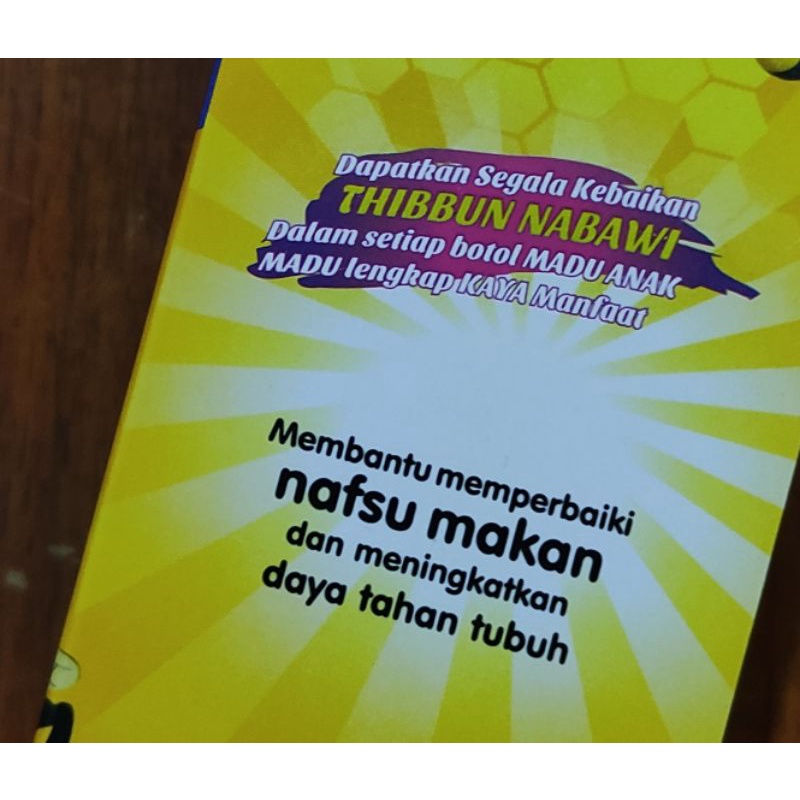 Dapatkan Segala Kebaikan
THIBBUN NABAWI
Dalam setiap botol MADU ANAK
MADU lengkap KAYA Manfaat
Membantu memperbaiki
nafsu makan
dan meningkatkan
daya tahan tubuh